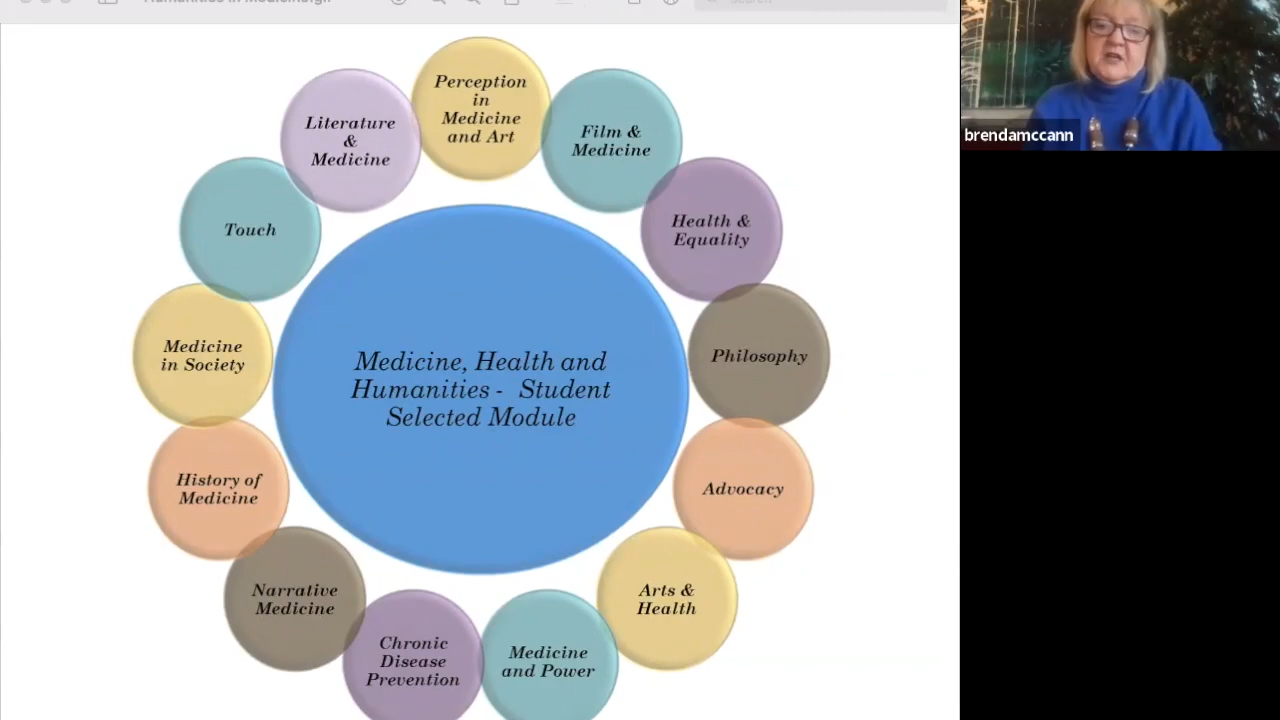 Perception
in
Medicine
and Art
Film &
Medicine
Health &
Equality
Philosophy
Advocacy
Arts &
Health
Medicine
and Power
Chronic
Disease
Prevention
Narrative
Medicine
History of
Medicine
Medicine
in Society
Touch
Literature
&
Medicine
Medicine, Health and
Humanities - Student
Selected Module
brendamccann